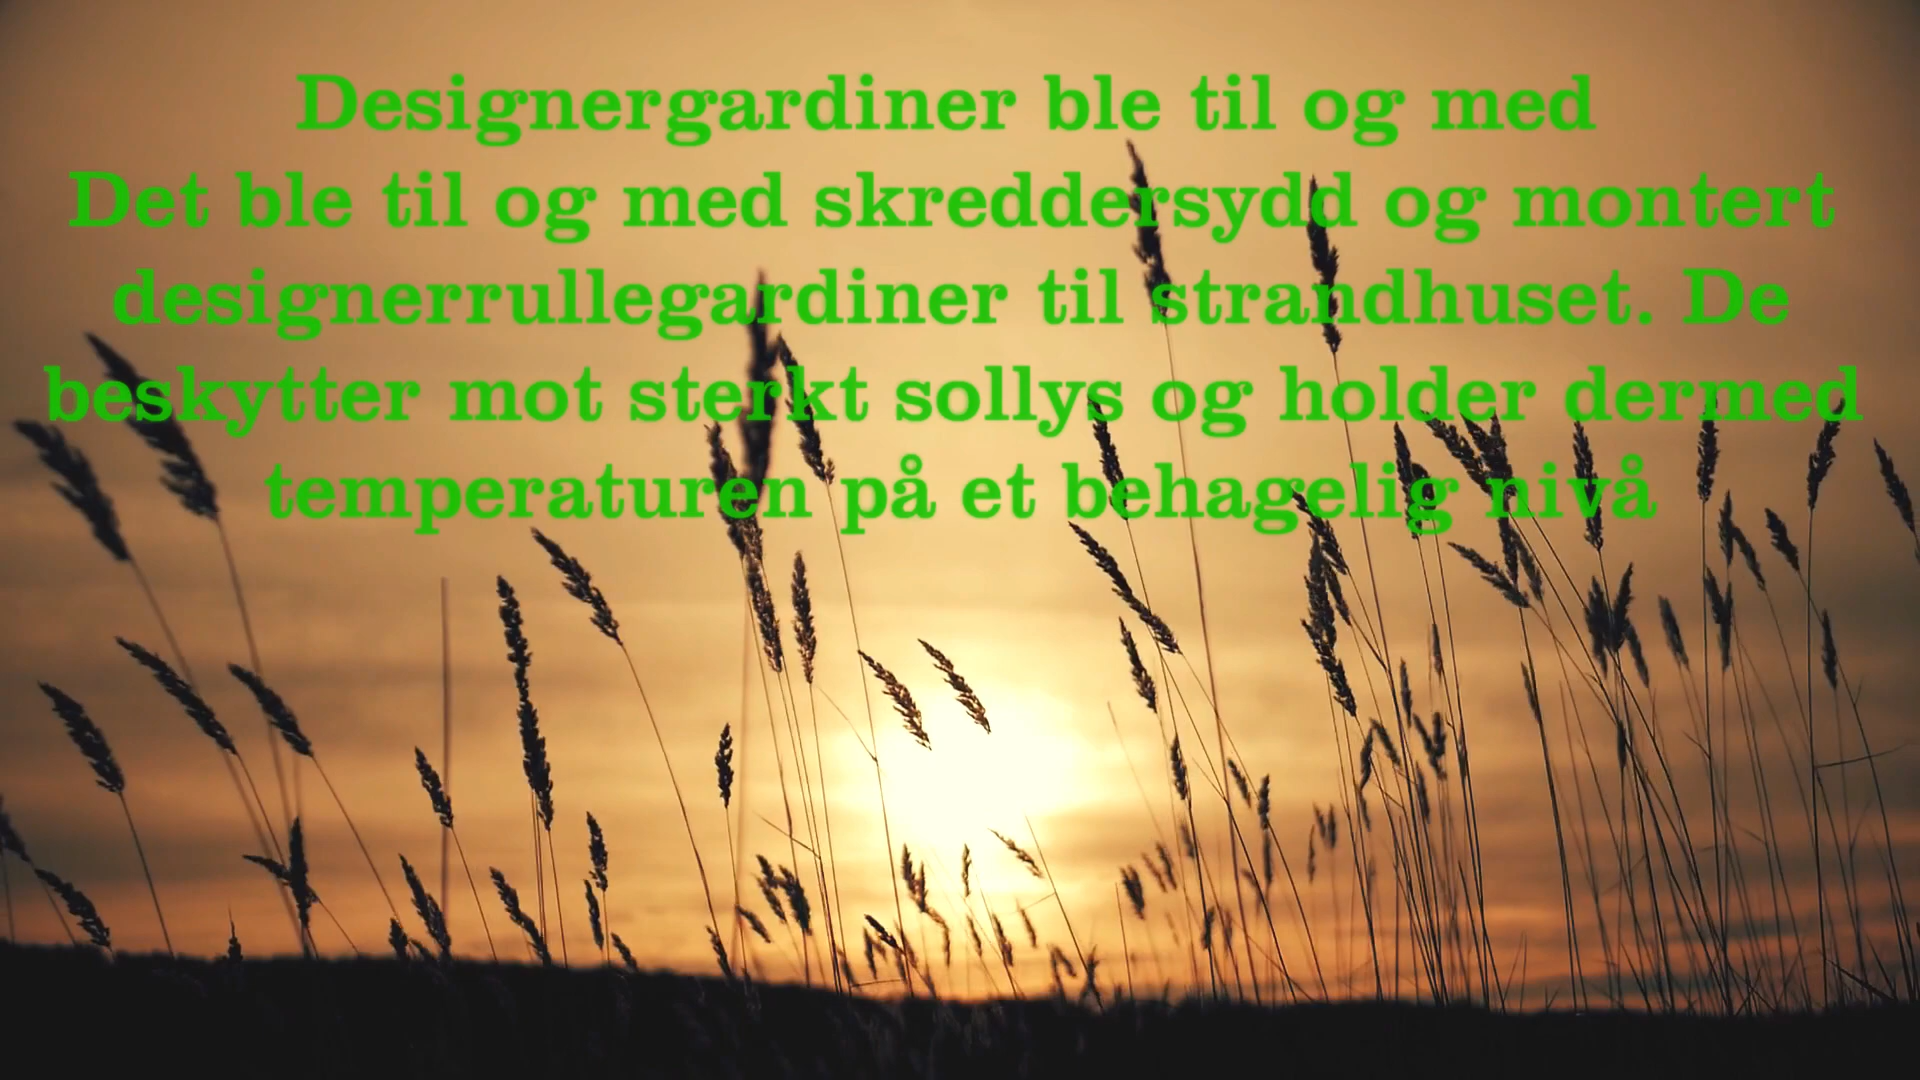 Designergardiner ble til og med
Det ble til og med skreddersydd og montert
designerrullegardiner til strandhuset. De
beskytter mot sterkt sollys og holder dermed
temperaturen på et behagelig nivå